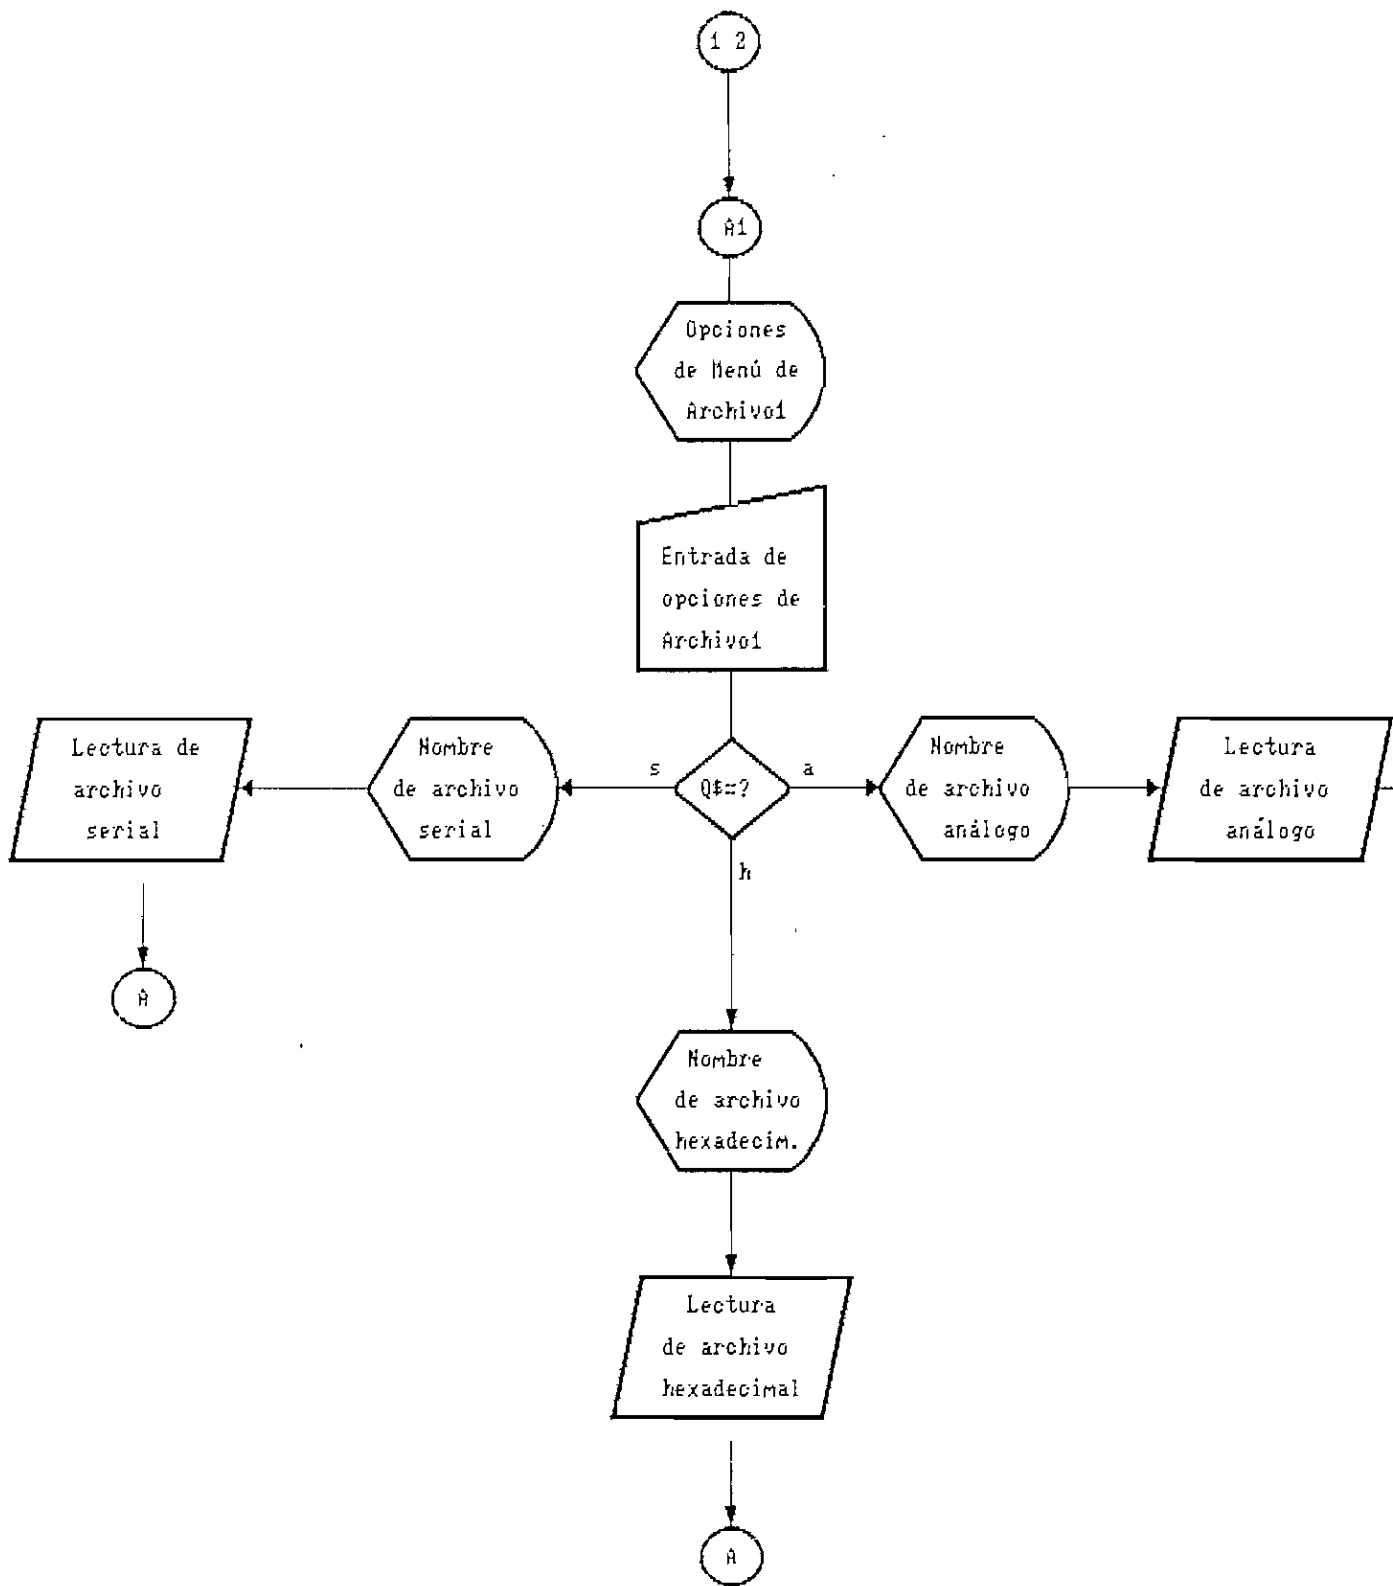 1 2
A1
Opciones
de Menú de
Archivo1
Entrada de
opciones de
Archivo1
Lectura de
archivo
serial
Nombre
de archivo
serial
s
Q$=?
a
Nombre
de archivo
análogo
Lectura
de archivo
análogo
h
A
Nombre
de archivo
hexadecim.
Lectura
de archivo
hexadecimal
A